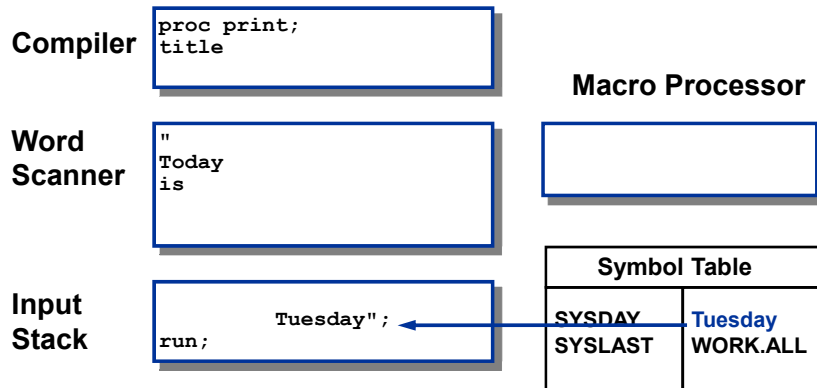 Compiler
proc print;
title
Macro Processor
Word
Scanner
"
Today
is
Symbol Table
Input
Stack
Tuesday";
run;
SYSDAY Tuesday
SYSLAST WORK.ALL